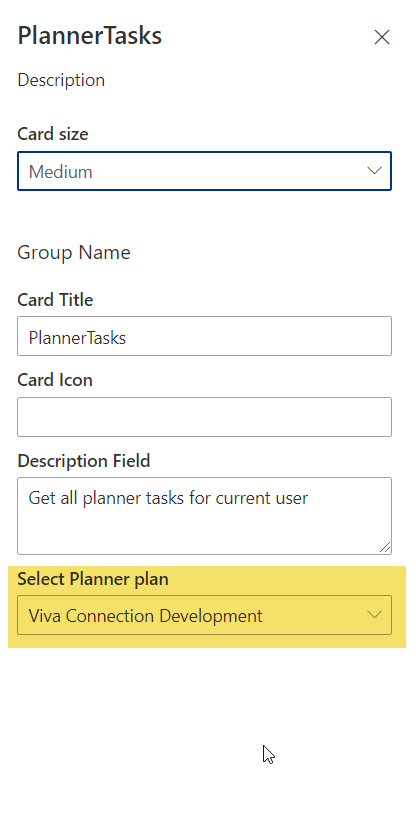 PlannerTasks
Description
Card size
Medium
Group Name
Card Title
PlannerTasks
Card Icon
Description Field
Get all planner tasks for current user
Select Planner plan
Viva Connection Development